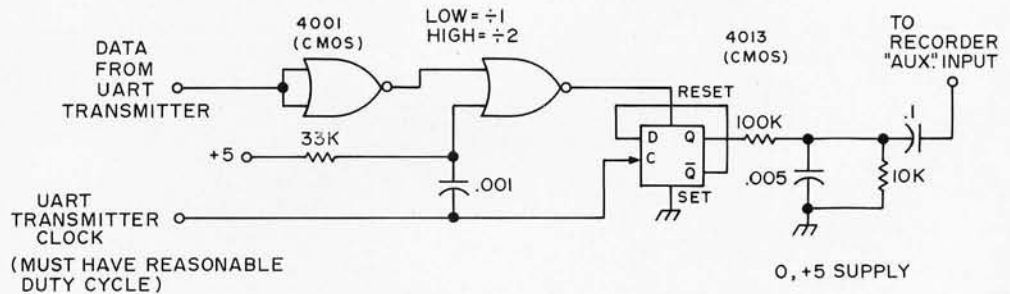 4001
(CMOS)
LOW = ÷1
HIGH = ÷2
4013
(CMOS)
TO
RECORDER
"AUX." INPUT
DATA
FROM
UART
TRANSMITTER
RESET
33K
+5
D
Q
C
Q̅
SET
100K
.1
.005
10K
.001
UART
TRANSMITTER
CLOCK
(MUST HAVE REASONABLE
DUTY CYCLE)
0, +5 SUPPLY